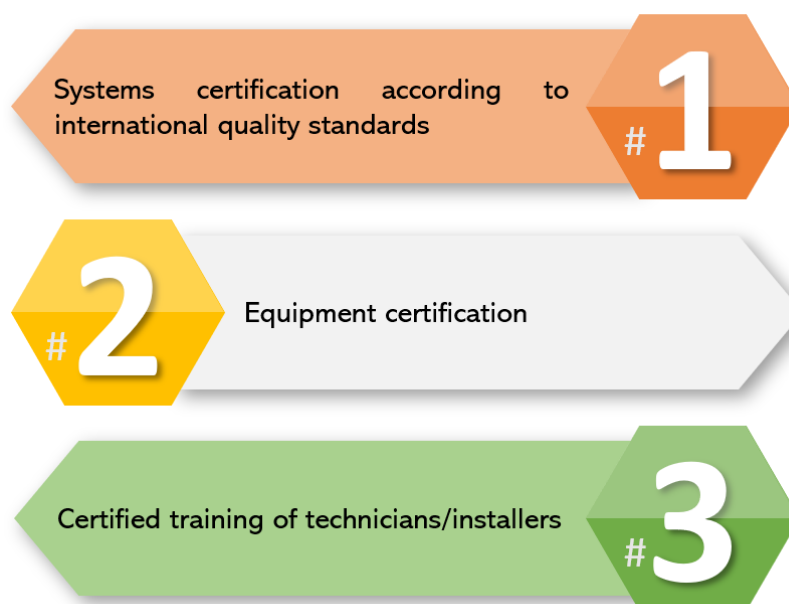 Systems certification according to
international quality standards
#1
#2
Equipment certification
Certified training of technicians/installers
#3